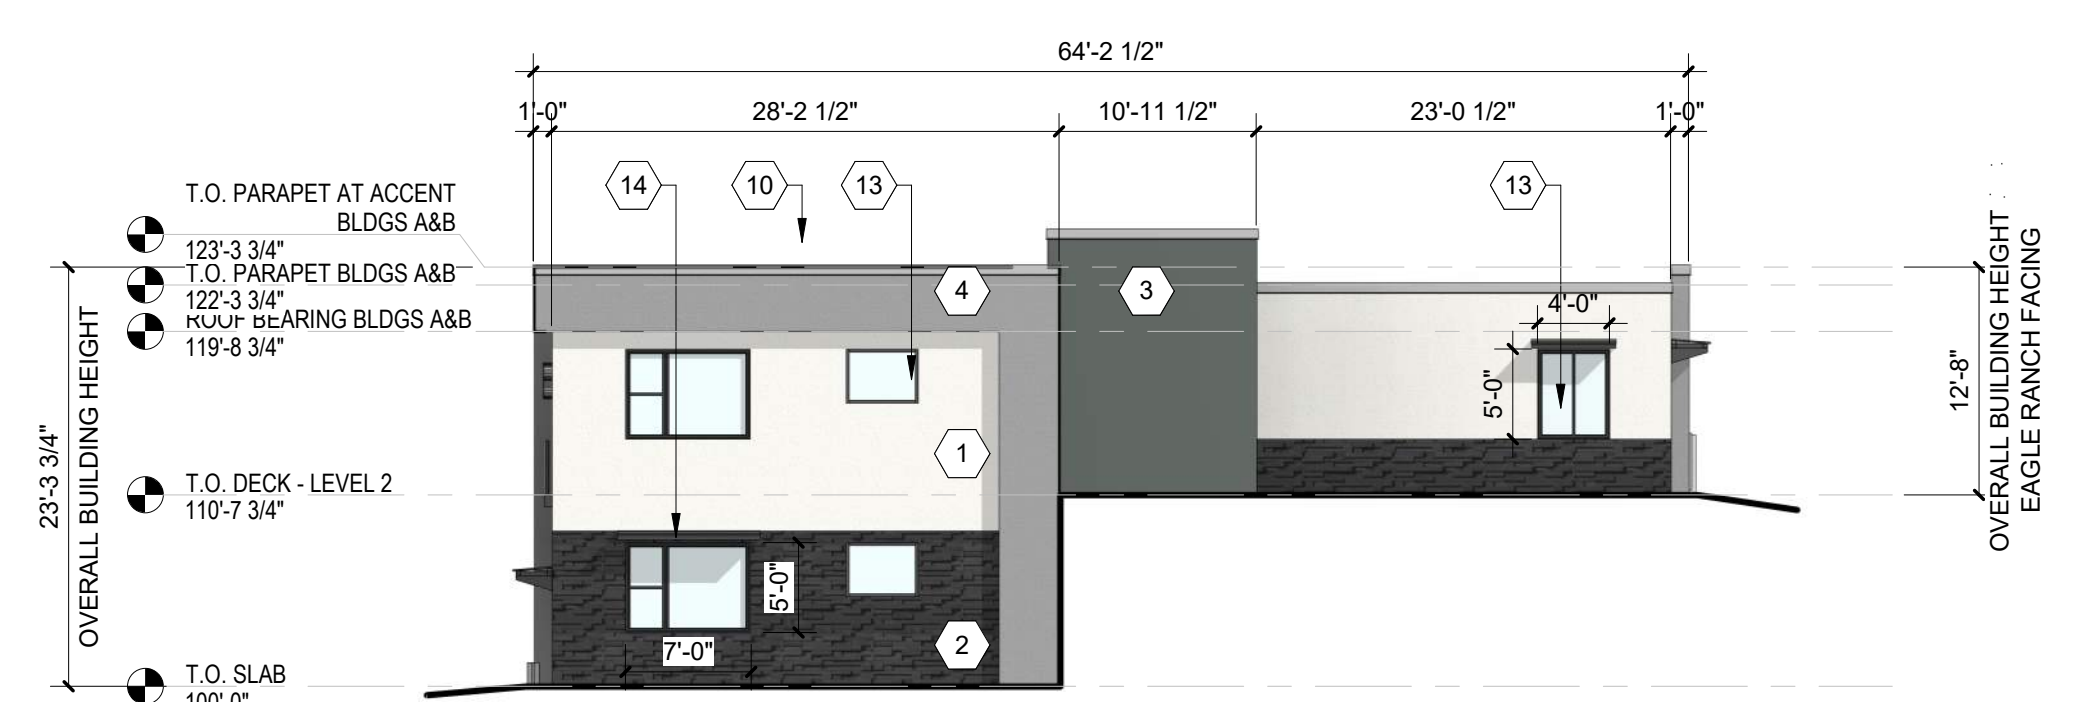 64'-2 1/2"
1'-0"
28'-2 1/2"
10'-11 1/2"
23'-0 1/2"
1'-0"
14
10
13
13
T.O. PARAPET AT ACCENT
BLDGS A&B
123'-3 3/4"
T.O. PARAPET BLDGS A&B
122'-3 3/4"
ROOF BEARING BLDGS A&B
119'-8 3/4"
4
3
4'-0"
5'-0"
1
T.O. DECK - LEVEL 2
110'-7 3/4"
5'-0"
7'-0"
2
T.O. SLAB
100'-0"
23'-3 3/4"
OVERALL BUILDING HEIGHT
12'-8"
OVERALL BUILDING HEIGHT
EAGLE RANCH FACING